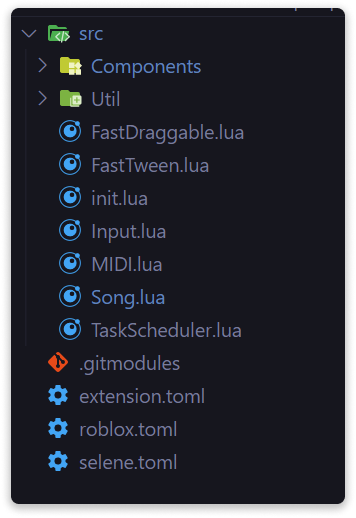 src
Components
Util
FastDraggable.lua
FastTween.lua
init.lua
Input.lua
MIDI.lua
Song.lua
TaskScheduler.lua
.gitmodules
extension.toml
roblox.toml
selene.toml